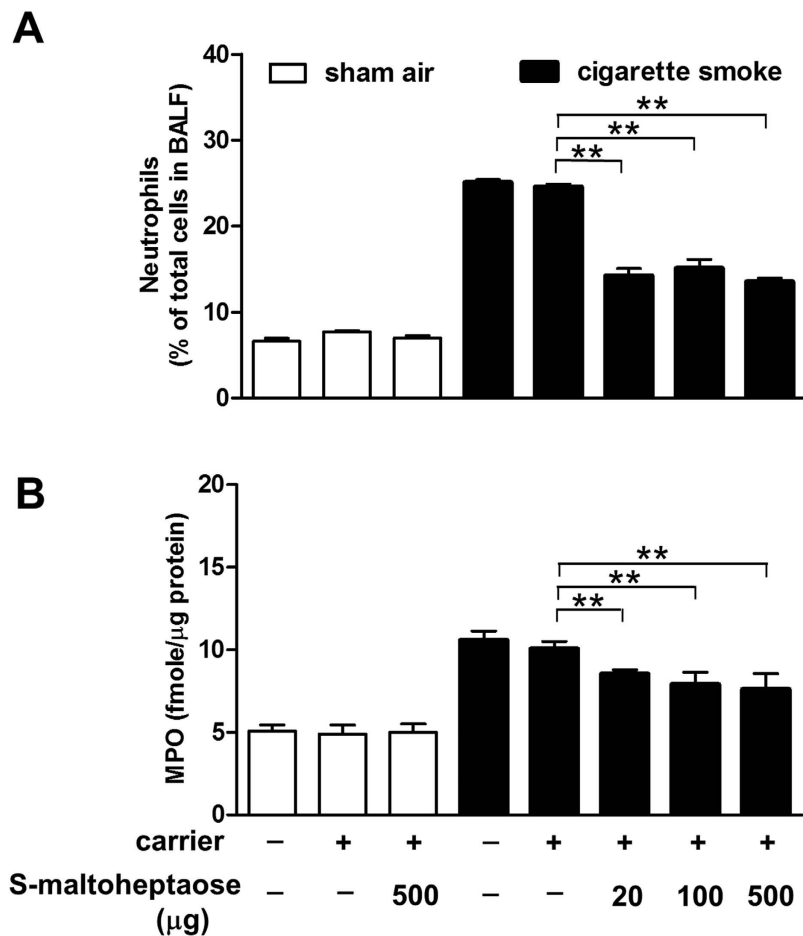 A
Neutrophils
(% of total cells in BALF)
40
30
20
10
0
sham air
cigarette smoke
**
**
**
B
MPO (fmole/μg protein)
20
15
10
5
0
**
**
**
carrier – + + – + + + +
S-maltoheptaose – – 500 – – 20 100 500
(μg)